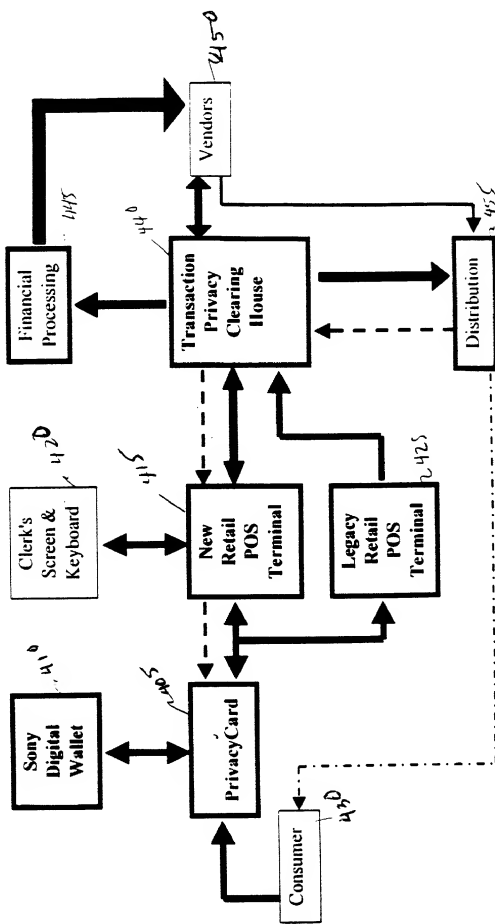 Sony
Digital
Wallet
410
Clerk's
Screen &
Keyboard
420
Financial
Processing
445
PrivacyCard
405
New
Retail
POS
Terminal
415
Transaction
Privacy
Clearing
House
440
Vendors
450
Legacy
Retail
POS
Terminal
425
Consumer
430
Distribution
455